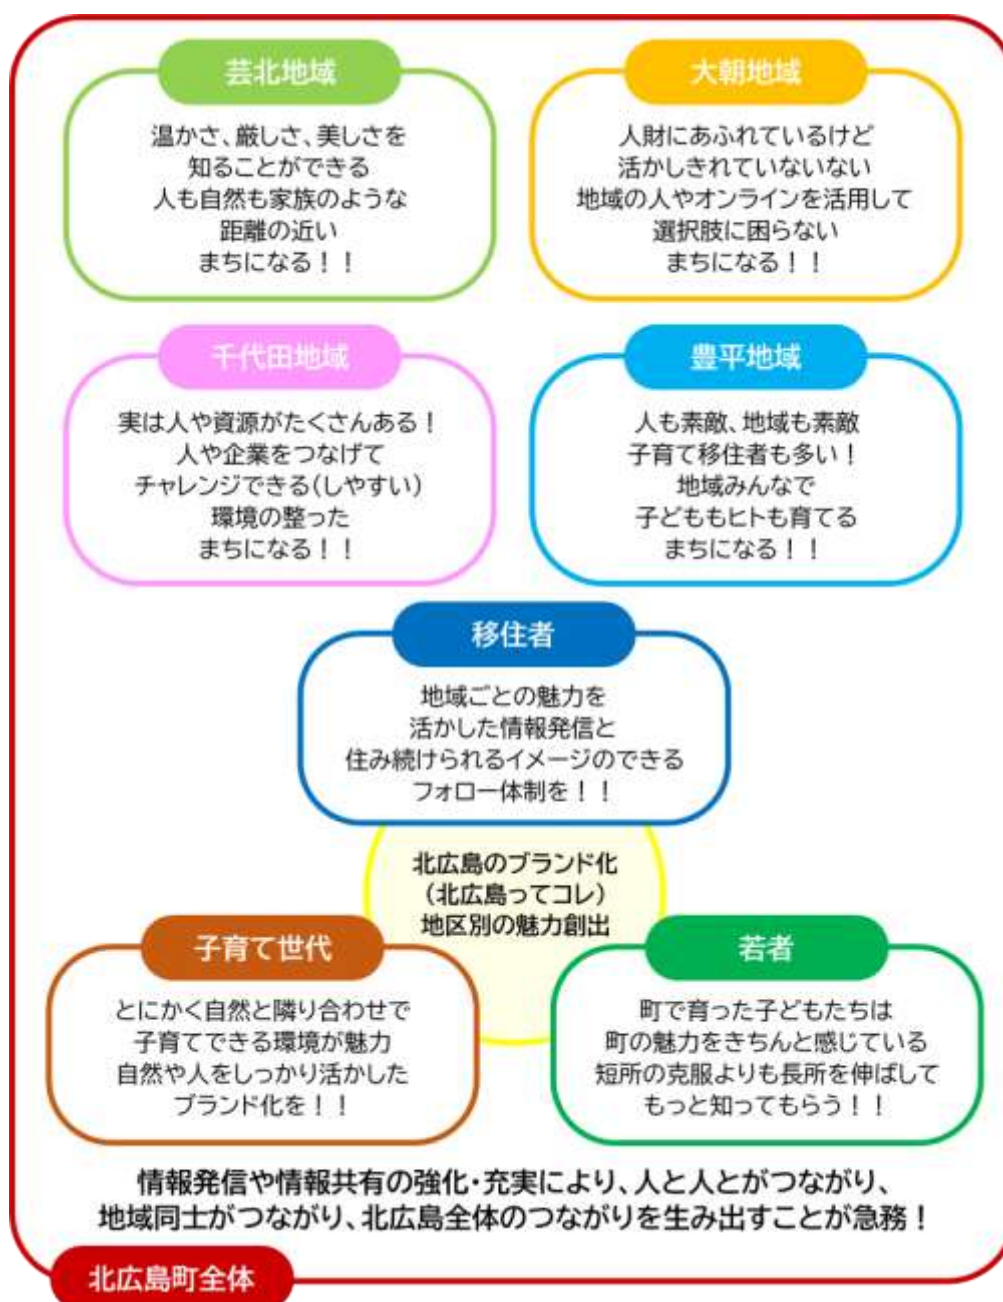 芸北地域
温かさ、厳しさ、美しさを
知ることができる
人も自然も家族のような
距離の近い
まちになる！！
大朝地域
人財にあふれているけど
活かしきれていないない
地域の人やオンラインを活用して
選択肢に困らない
まちになる！！
千代田地域
実は人や資源がたくさんある！
人や企業をつなげて
チャレンジできる（しやすい）
環境の整った
まちになる！！
豊平地域
人も素敵、地域も素敵
子育て移住者も多い！
地域みんなで
子どももヒトも育てる
まちになる！！
移住者
地域ごとの魅力を
活かした情報発信と
住み続けられるイメージのできる
フォロー体制を！！
北広島のブランド化
（北広島ってコレ）
地区別の魅力創出
子育て世代
とにかく自然と隣り合わせで
子育てできる環境が魅力
自然や人をしっかり活かした
ブランド化を！！
若者
町で育った子どもたちは
町の魅力をきちんと感じている
短所の克服よりも長所を伸ばして
もっと知ってもらう！！
情報発信や情報共有の強化・充実により、人と人とがつながり、
地域同士がつながり、北広島全体のつながりを生み出すことが急務！
北広島町全体